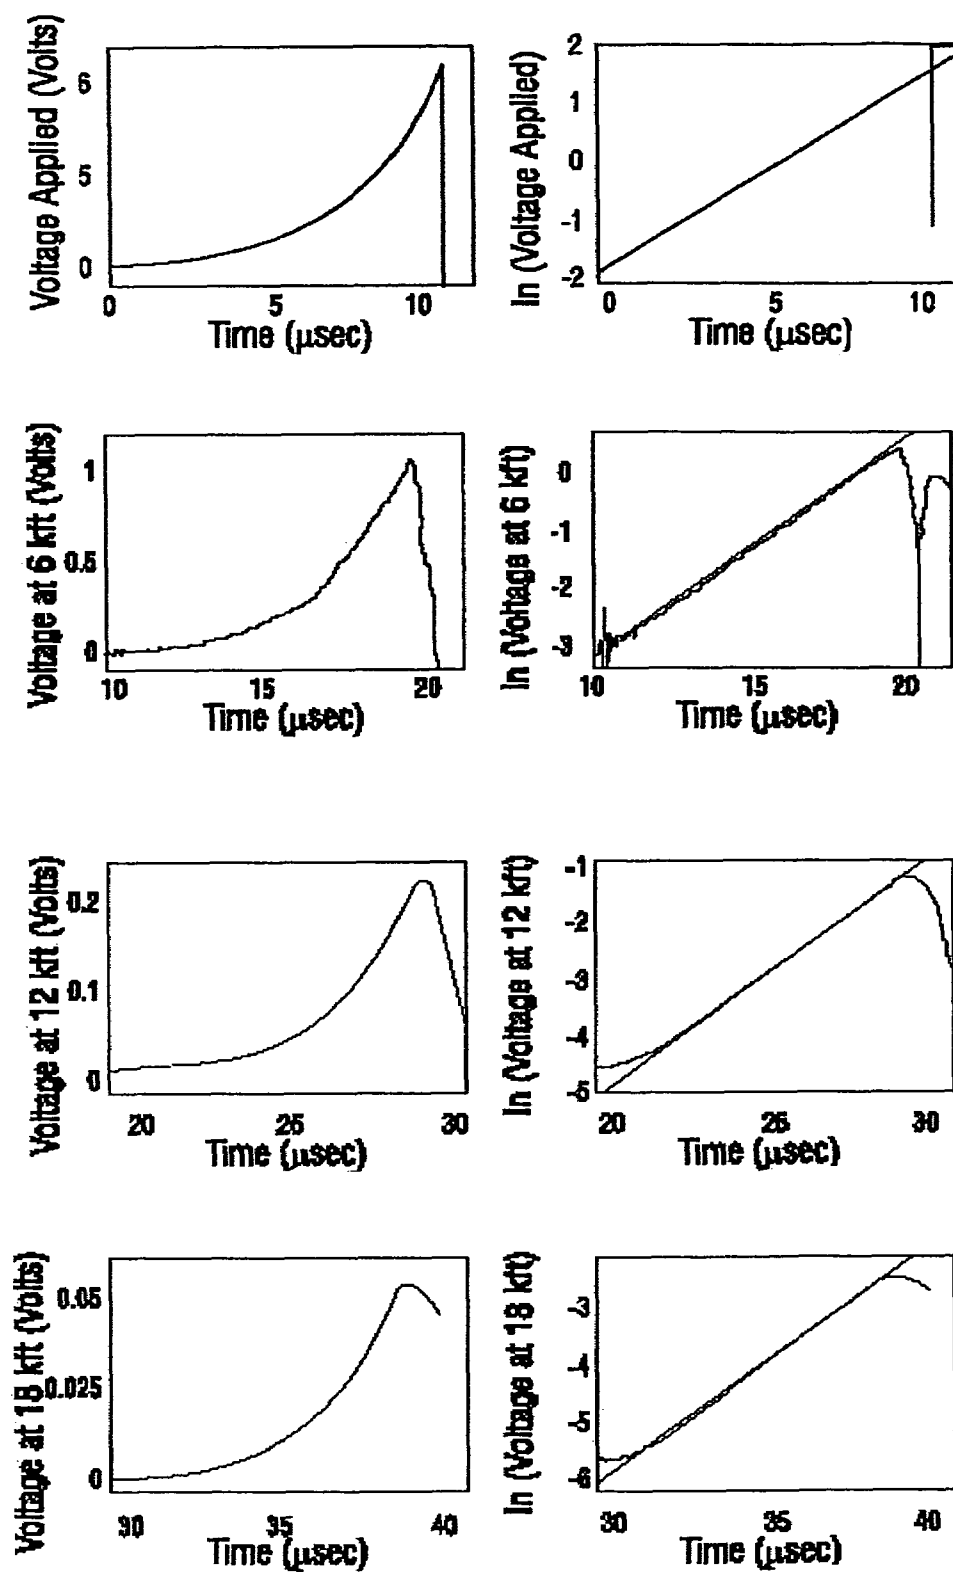 Voltage Applied (Volts)
6
5
0
0 5 10
Time (μsec)
ln (Voltage Applied)
2
1
0
-1
-2
0 5 10
Time (μsec)
Voltage at 6 kft (Volts)
1
0.5
0
10 15 20
Time (μsec)
ln (Voltage at 6 kft)
0
-1
-2
-3
10 15 20
Time (μsec)
Voltage at 12 kft (Volts)
0.2
0.1
0
20 25 30
Time (μsec)
ln (Voltage at 12 kft)
-1
-2
-3
-4
-5
20 25 30
Time (μsec)
Voltage at 18 kft (Volts)
0.05
0.025
0
30 35 40
Time (μsec)
ln (Voltage at 18 kft)
-3
-4
-5
-6
30 35 40
Time (μsec)